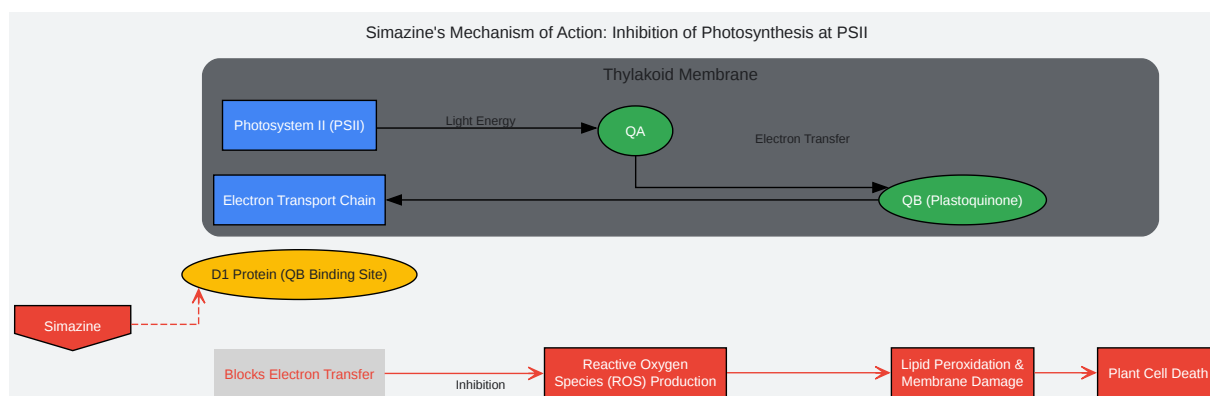 Simazine's Mechanism of Action: Inhibition of Photosynthesis at PSII
Thylakoid Membrane
Photosystem II (PSII)
Light Energy
QA
Electron Transfer
Electron Transport Chain
QB (Plastoquinone)
D1 Protein (QB Binding Site)
Simazine
Blocks Electron Transfer
Inhibition
Reactive Oxygen
Species (ROS) Production
Lipid Peroxidation &
Membrane Damage
Plant Cell Death